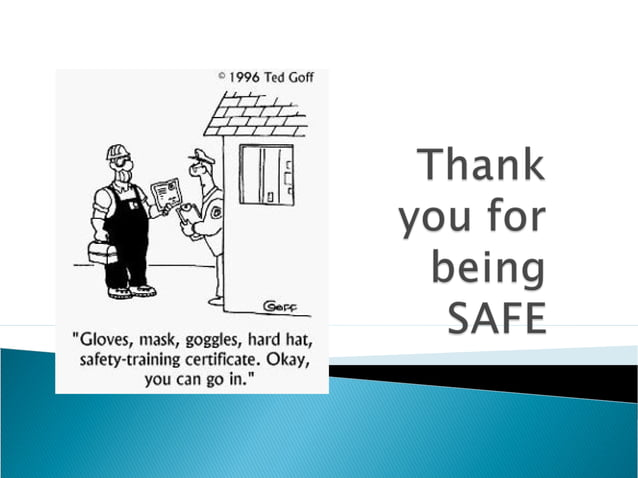 © 1996 Ted Goff
GOFF
"Gloves, mask, goggles, hard hat,
safety-training certificate. Okay,
you can go in."
Thank
you for
being
SAFE